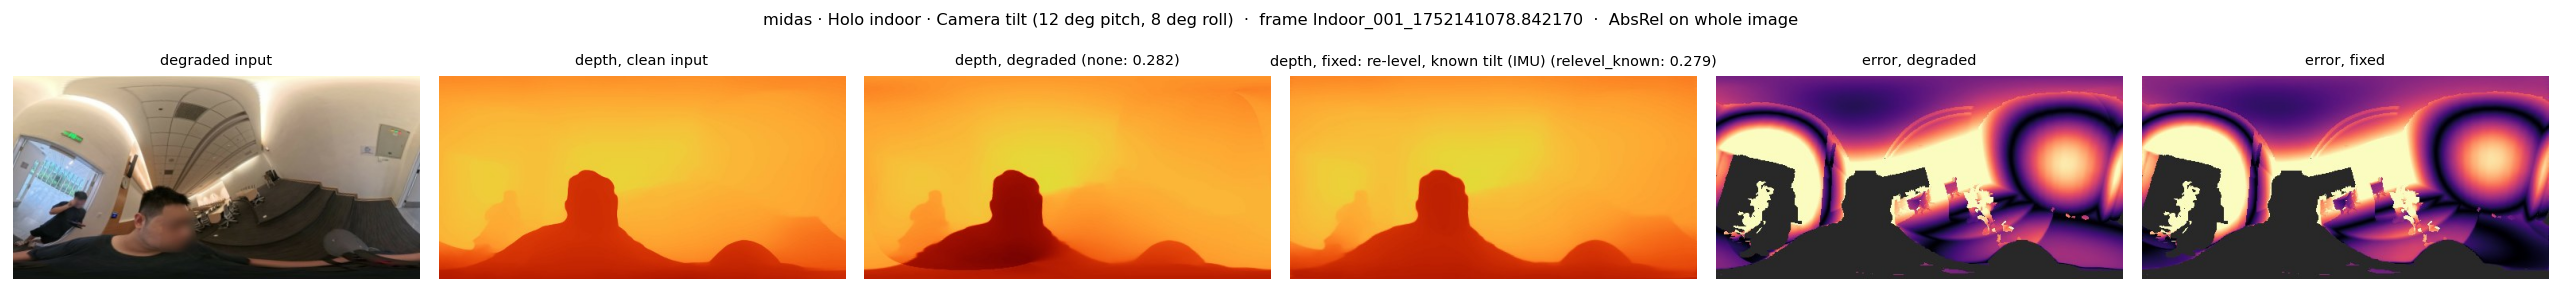 midas · Holo indoor · Camera tilt (12 deg pitch, 8 deg roll)  ·  frame Indoor_001_1752141078.842170  ·  AbsRel on whole image
degraded input
depth, clean input
depth, degraded (none: 0.282)
depth, fixed: re-level, known tilt (IMU) (relevel_known: 0.279)
error, degraded
error, fixed